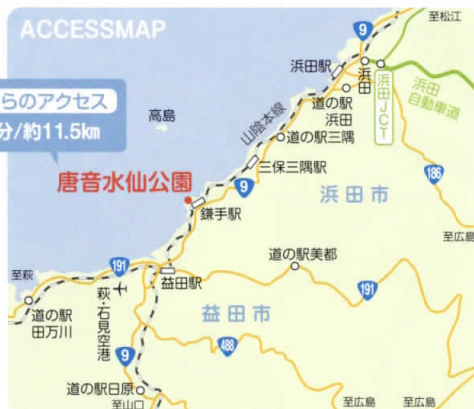 ACCESSMAP
至松江
9
浜田駅
浜田
道の駅
浜田
浜田JCT
浜田
自動車道
らのアクセス
分/約11.5km
高島
山陰本線
道の駅三隅
三保三隅駅
唐音水仙公園
9
鎌手駅
浜田市
186
至広島
至萩
191
益田駅
道の駅美都
道の駅
田万川
萩・石見空港
益田市
191
9
488
道の駅日原
至山口
至広島
至広島